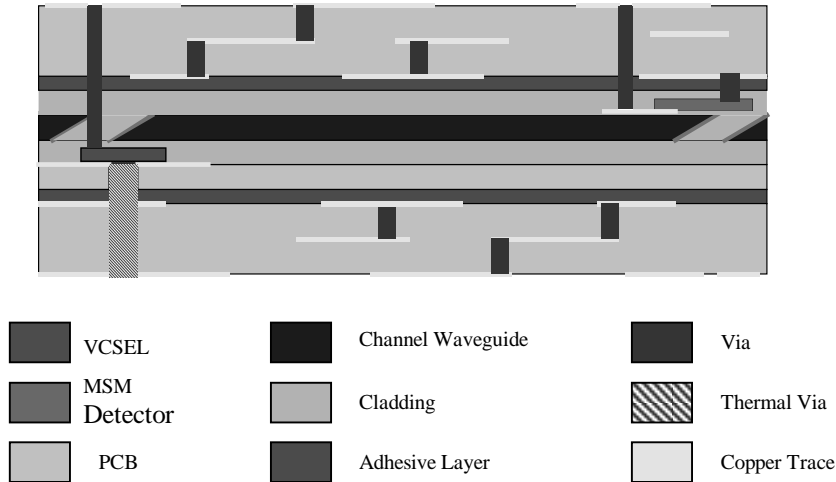 VCSEL
Channel Waveguide
Via
MSM
Detector
Cladding
Thermal Via
PCB
Adhesive Layer
Copper Trace